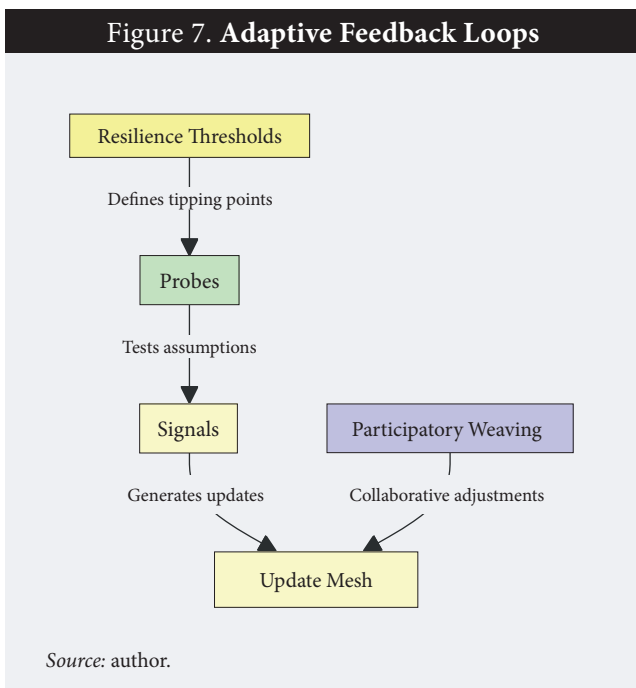 Figure 7. Adaptive Feedback Loops
Resilience Thresholds
Defines tipping points
Probes
Tests assumptions
Signals
Participatory Weaving
Generates updates
Collaborative adjustments
Update Mesh
Source: author.